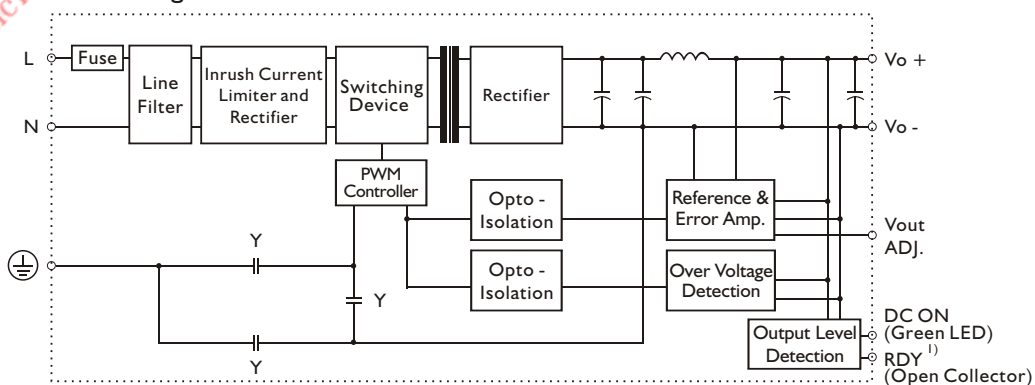 L
Fuse
Line
Filter
Inrush Current
Limiter and
Rectifier
Switching
Device
Rectifier
Vo +
N
Vo -
PWM
Controller
Opto -
Isolation
Reference &
Error Amp.
Vout
ADJ.
Y
Opto -
Isolation
Over Voltage
Detection
Y
Y
Output Level
Detection
DC ON
(Green LED)
RDY 1)
(Open Collector)